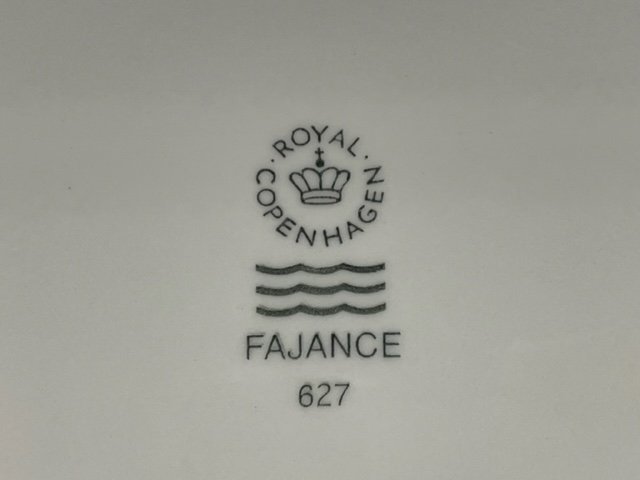 · ROYAL ·
COPENHAGEN
FAJANCE
627